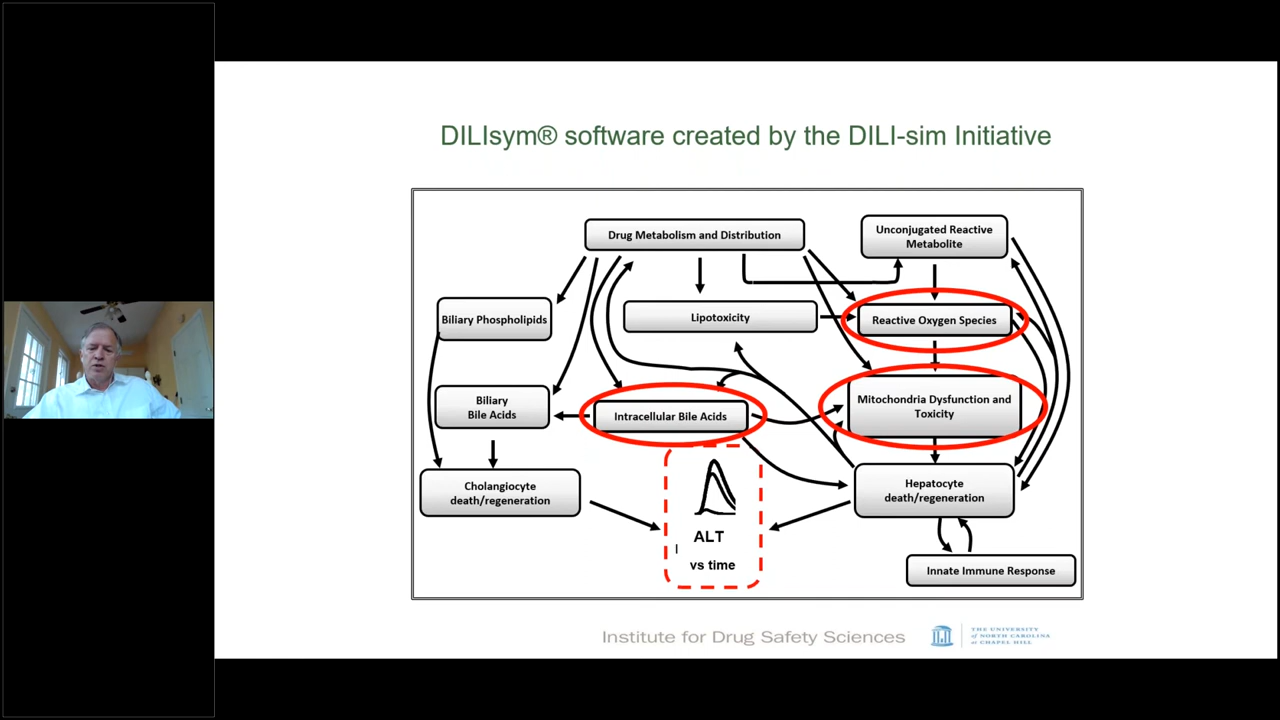 DILIsym® software created by the DILI-sim Initiative
Drug Metabolism and Distribution
Unconjugated Reactive
Metabolite
Biliary Phospholipids
Lipotoxicity
Reactive Oxygen Species
Biliary
Bile Acids
Intracellular Bile Acids
Mitochondria Dysfunction and
Toxicity
Cholangiocyte
death/regeneration
ALT
vs time
Hepatocyte
death/regeneration
Innate Immune Response
Institute for Drug Safety Sciences
THE UNIVERSITY
of NORTH CAROLINA
at CHAPEL HILL